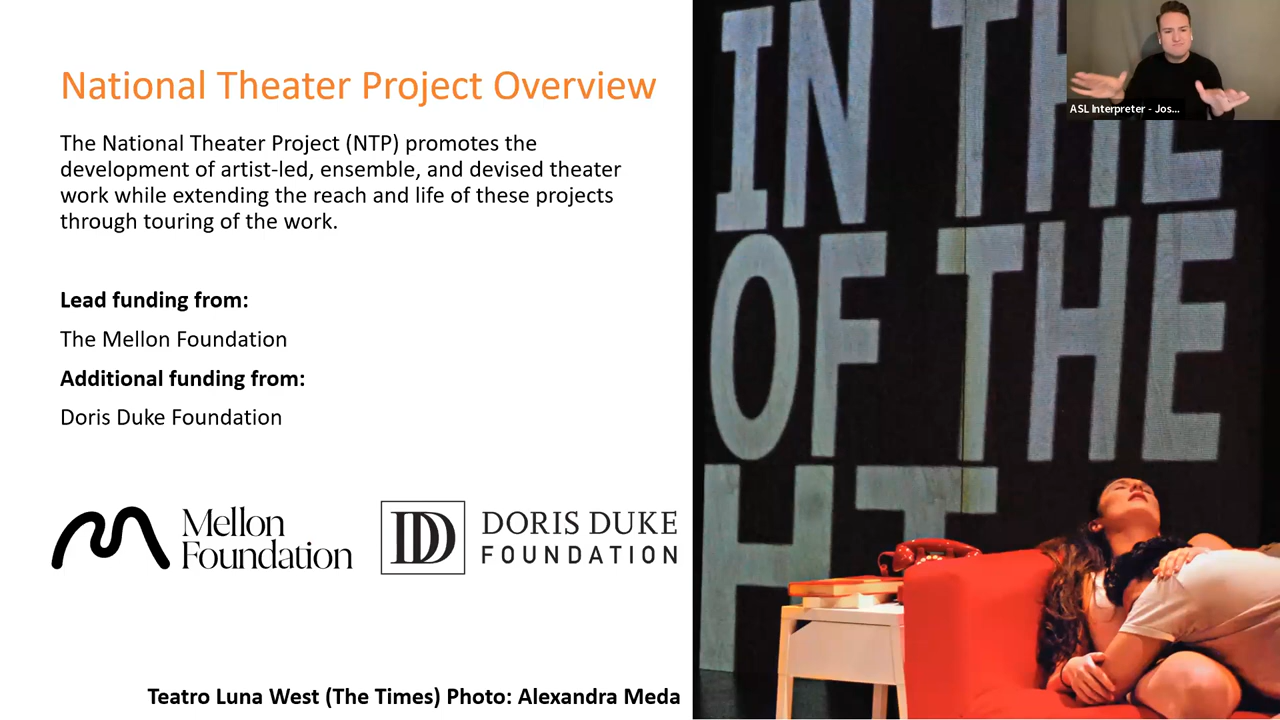 National Theater Project Overview
The National Theater Project (NTP) promotes the
development of artist-led, ensemble, and devised theater
work while extending the reach and life of these projects
through touring of the work.
Lead funding from:
The Mellon Foundation
Additional funding from:
Doris Duke Foundation
Mellon
Foundation
DD
DORIS DUKE
FOUNDATION
Teatro Luna West (The Times) Photo: Alexandra Meda
IN THE
OF THE
HT
ASL Interpreter - Jos...